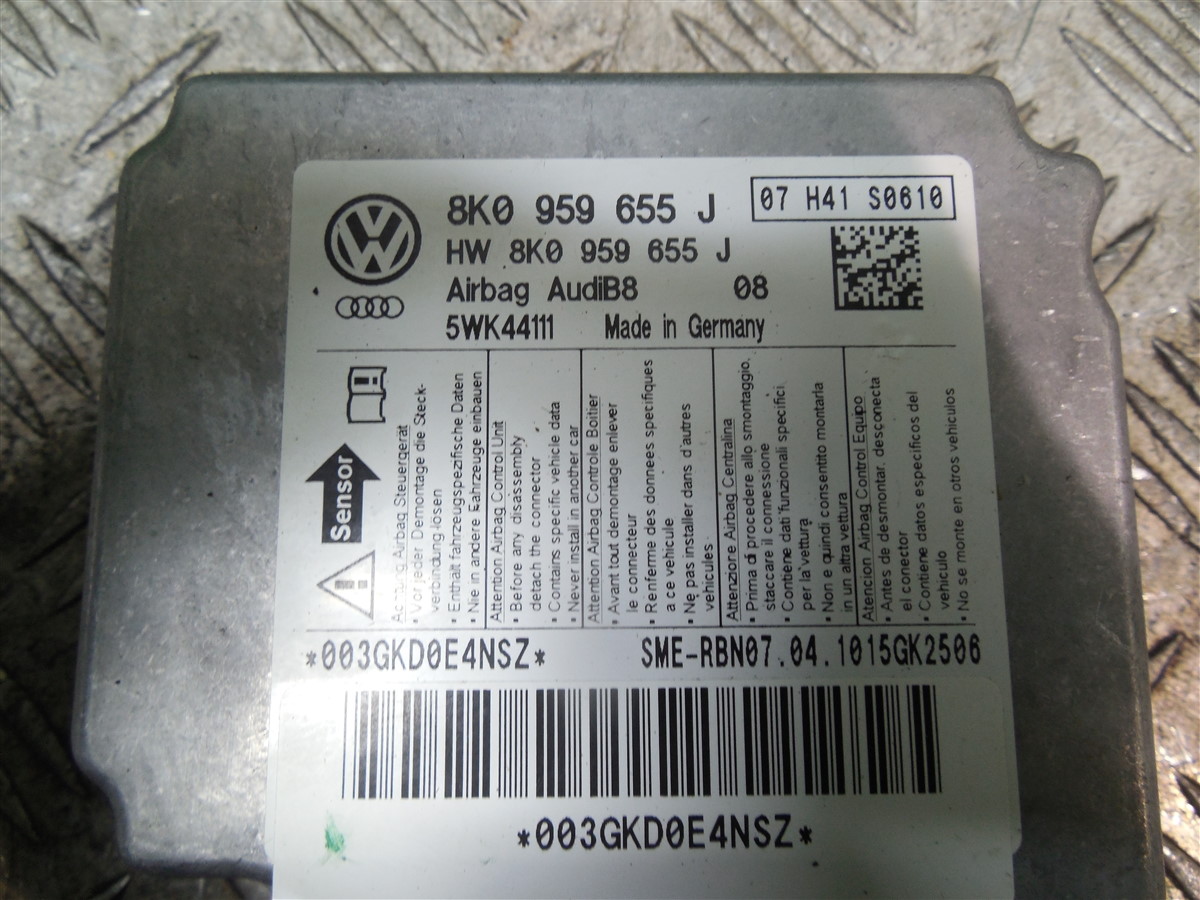 8K0 959 655 J
07 H41 S0610
HW 8K0 959 655 J
Airbag AudiB8 08
5WK44111 Made in Germany
Sensor
Achtung Airbag Steuergerät
• Vor jeder Demontage die Steck-
verbindung lösen
• Enthält fahrzeugspezifische Daten
• Nie in andere Fahrzeuge einbauen
Attention Airbag Control Unit
• Before any disassembly
detach the connector
• Contains specific vehicle data
• Never install in another car
Attention Airbag Controle Boitier
• Avant tout demontage enlever
le connecteur
• Renferme des donnees specifiques
a ce vehicule
• Ne pas installer dans d'autres
vehicules
Attenzione Airbag Centralina
• Prima di procedere allo smontaggio,
staccare il connessione
• Contiene dati funzionali specifici
per la vettura
• Non e quindi consentito montarla
in un altra vettura
Atencion Airbag Control Equipo
• Antes de desmontar, desconecta
el conector
• Contiene datos especificos del
vehiculo
• No se monte en otros vehiculos
*003GKD0E4NSZ* SME-RBN07.04.1015GK2506
*003GKD0E4NSZ*